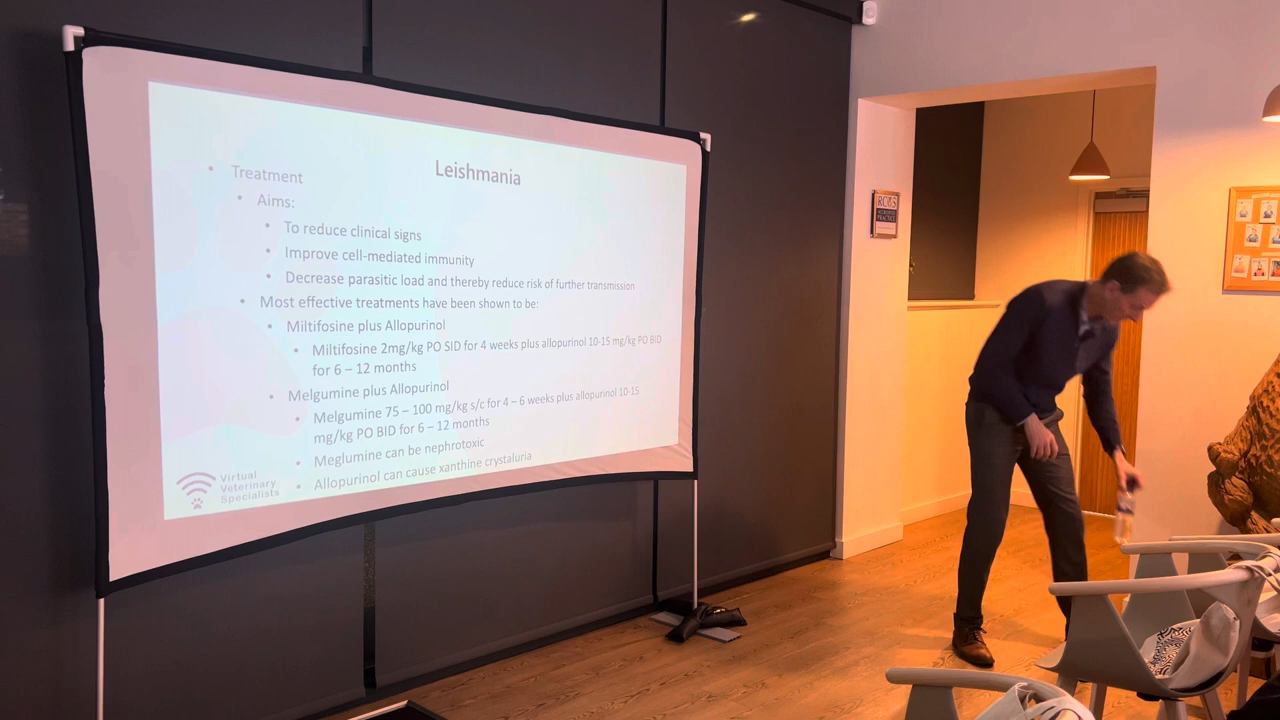 Leishmania
• Treatment
• Aims:
• To reduce clinical signs
• Improve cell-mediated immunity
• Decrease parasitic load and thereby reduce risk of further transmission
• Most effective treatments have been shown to be:
• Miltifosine plus Allopurinol
• Miltifosine 2mg/kg PO SID for 4 weeks plus allopurinol 10-15 mg/kg PO BID
for 6 – 12 months
• Melgumine plus Allopurinol
• Melgumine 75 – 100 mg/kg s/c for 4 – 6 weeks plus allopurinol 10-15
mg/kg PO BID for 6 – 12 months
• Meglumine can be nephrotoxic
• Allopurinol can cause xanthine crystaluria
Virtual
Veterinary
Specialists
RCVS
ACCREDITED
PRACTICE